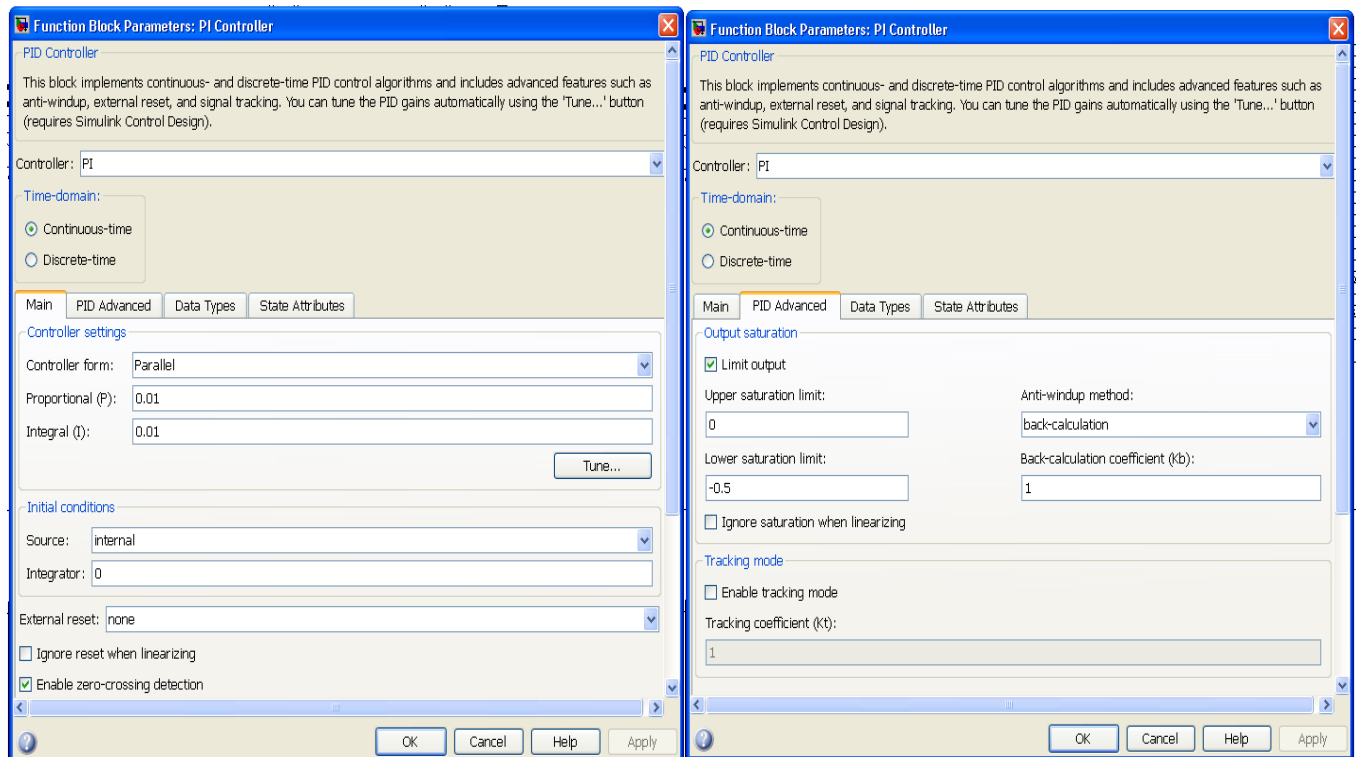 Function Block Parameters: PI Controller
PID Controller
This block implements continuous- and discrete-time PID control algorithms and includes advanced features such as
anti-windup, external reset, and signal tracking. You can tune the PID gains automatically using the 'Tune...' button
(requires Simulink Control Design).
Controller: PI
Time-domain:
Continuous-time
Discrete-time
Main PID Advanced Data Types State Attributes
Controller settings
Controller form: Parallel
Proportional (P): 0.01
Integral (I): 0.01
Tune...
Initial conditions
Source: internal
Integrator: 0
External reset: none
Ignore reset when linearizing
Enable zero-crossing detection
OK Cancel Help Apply
Function Block Parameters: PI Controller
PID Controller
This block implements continuous- and discrete-time PID control algorithms and includes advanced features such as
anti-windup, external reset, and signal tracking. You can tune the PID gains automatically using the 'Tune...' button
(requires Simulink Control Design).
Controller: PI
Time-domain:
Continuous-time
Discrete-time
Main PID Advanced Data Types State Attributes
Output saturation
Limit output
Upper saturation limit: Anti-windup method:
0 back-calculation
Lower saturation limit: Back-calculation coefficient (Kb):
-0.5 1
Ignore saturation when linearizing
Tracking mode
Enable tracking mode
Tracking coefficient (Kt):
1
OK Cancel Help Apply